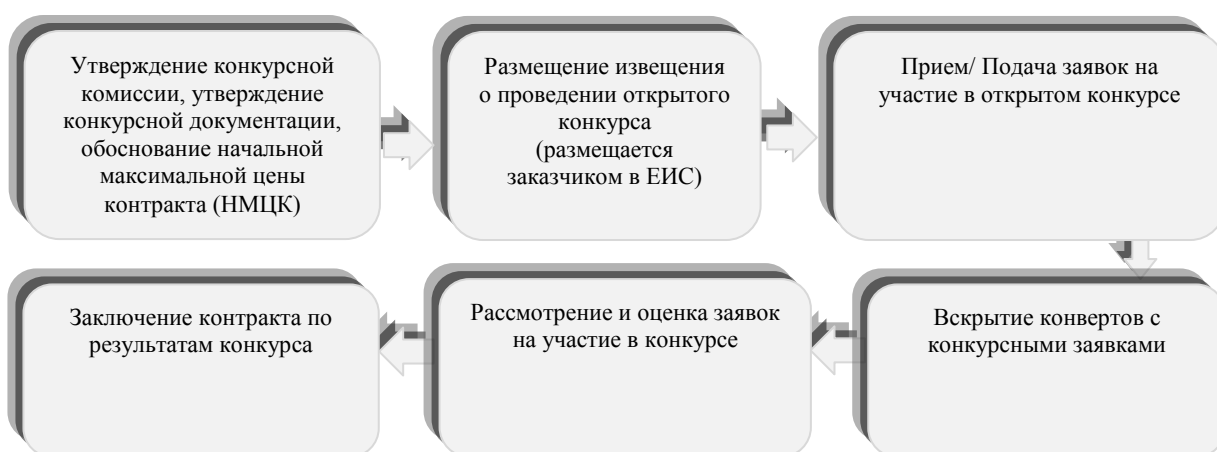 Утверждение конкурсной
комиссии, утверждение
конкурсной документации,
обоснование начальной
максимальной цены
контракта (НМЦК)
Размещение извещения
о проведении открытого
конкурса
(размещается
заказчиком в ЕИС)
Прием/ Подача заявок на
участие в открытом конкурсе
Вскрытие конвертов с
конкурсными заявками
Рассмотрение и оценка заявок
на участие в конкурсе
Заключение контракта по
результатам конкурса